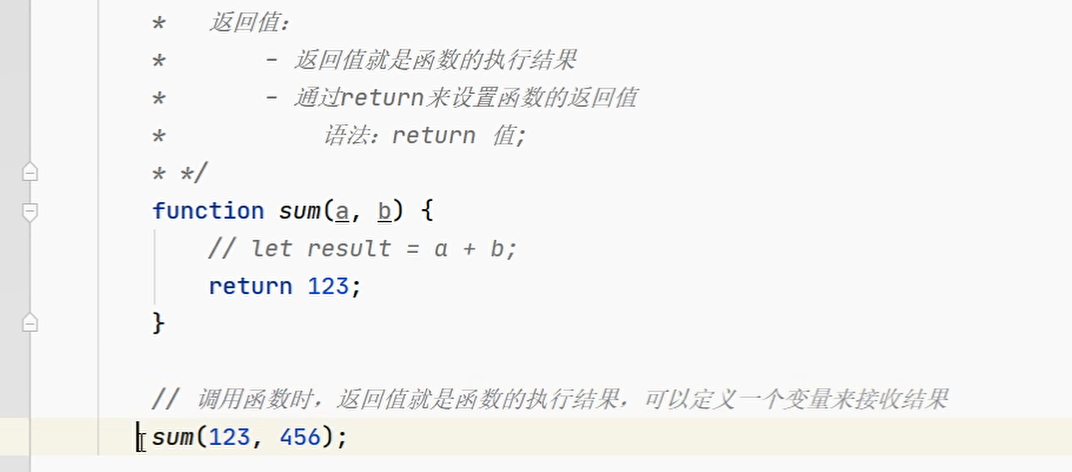 *   返回值：
*       - 返回值就是函数的执行结果
*       - 通过return来设置函数的返回值
*           语法：return 值;
* */
function sum(a, b) {
    // let result = a + b;
    return 123;
}
// 调用函数时，返回值就是函数的执行结果，可以定义一个变量来接收结果
sum(123, 456);